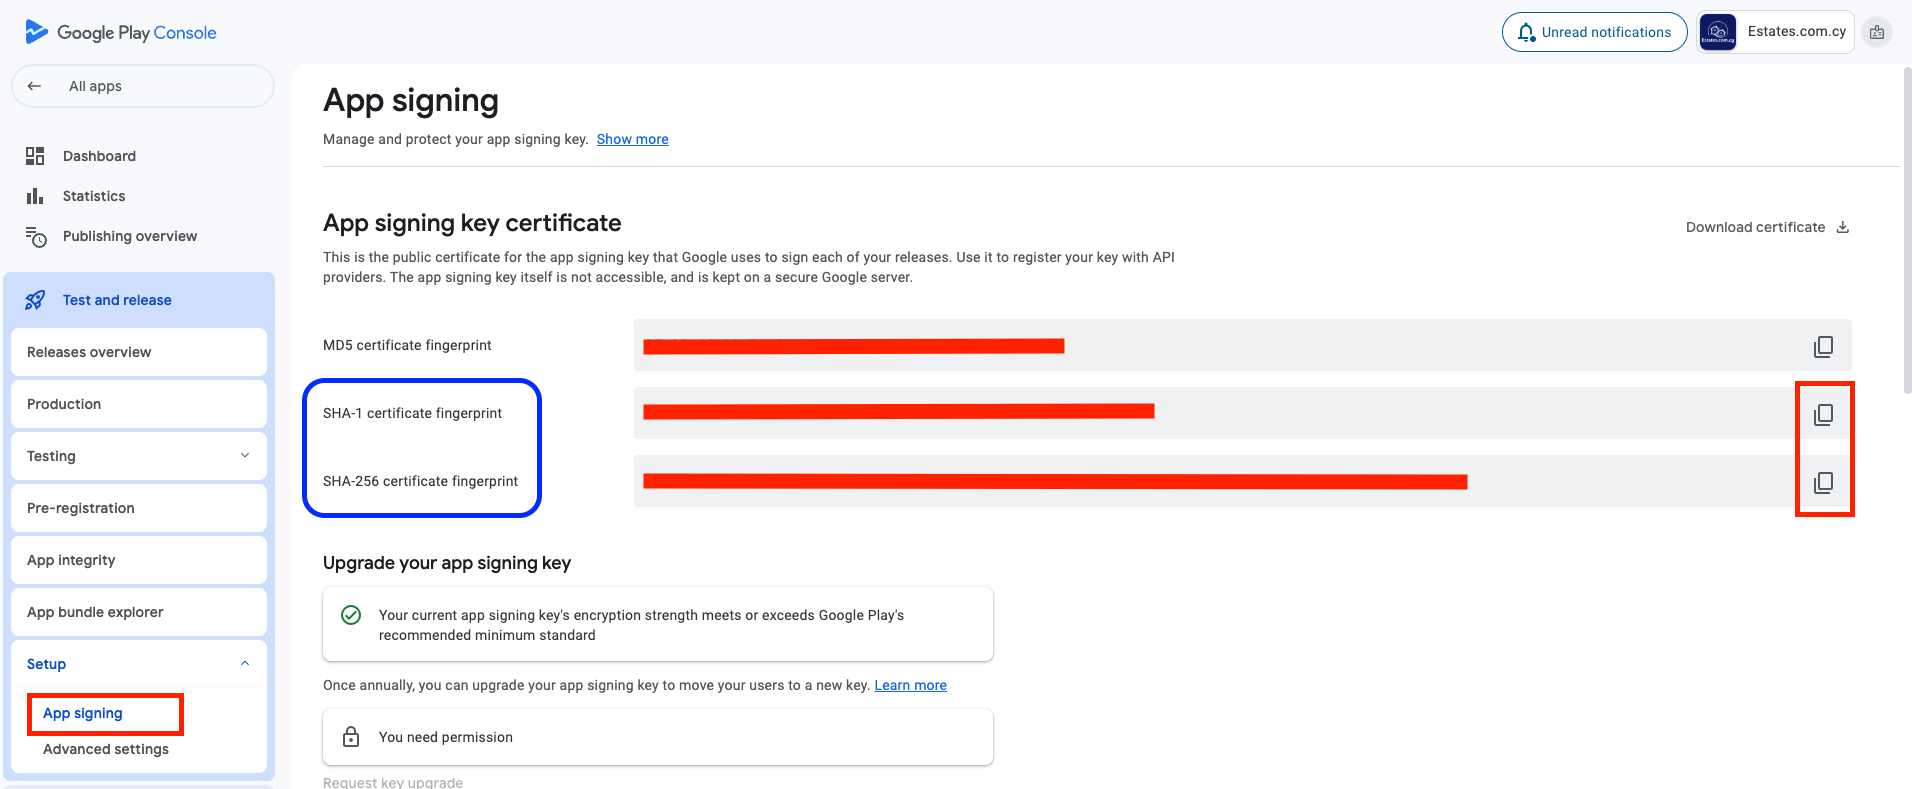 Google Play Console
Unread notifications
Estates.com.cy
All apps
Dashboard
Statistics
Publishing overview
Test and release
Releases overview
Production
Testing
Pre-registration
App integrity
App bundle explorer
Setup
App signing
Advanced settings
App signing
Manage and protect your app signing key. Show more
App signing key certificate
Download certificate
This is the public certificate for the app signing key that Google uses to sign each of your releases. Use it to register your key with API
providers. The app signing key itself is not accessible, and is kept on a secure Google server.
MD5 certificate fingerprint
SHA-1 certificate fingerprint
SHA-256 certificate fingerprint
Upgrade your app signing key
Your current app signing key's encryption strength meets or exceeds Google Play's
recommended minimum standard
Once annually, you can upgrade your app signing key to move your users to a new key. Learn more
You need permission
Request key upgrade